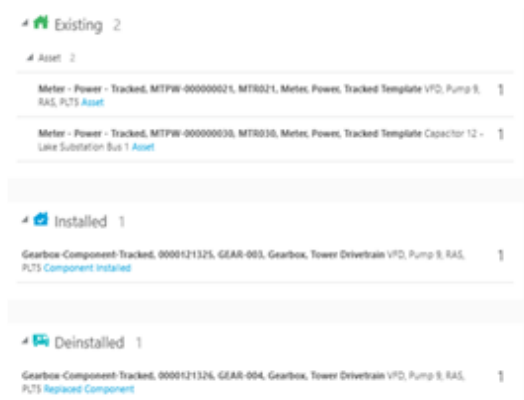 Existing 2
Asset 2
Meter - Power - Tracked, MTPW-000000021, MTR021, Meter, Power, Tracked Template VFD, Pump 9, 1
RAS, PLT5 Asset
Meter - Power - Tracked, MTPW-000000030, MTR030, Meter, Power, Tracked Template Capacitor 12 - 1
Lake Substation Bus 1 Asset
Installed 1
Gearbox-Component-Tracked, 0000121325, GEAR-003, Gearbox, Tower Drivetrain VFD, Pump 9, RAS, 1
PLT5 Component Installed
Deinstalled 1
Gearbox-Component-Tracked, 0000121326, GEAR-004, Gearbox, Tower Drivetrain VFD, Pump 9, RAS, 1
PLT5 Replaced Component